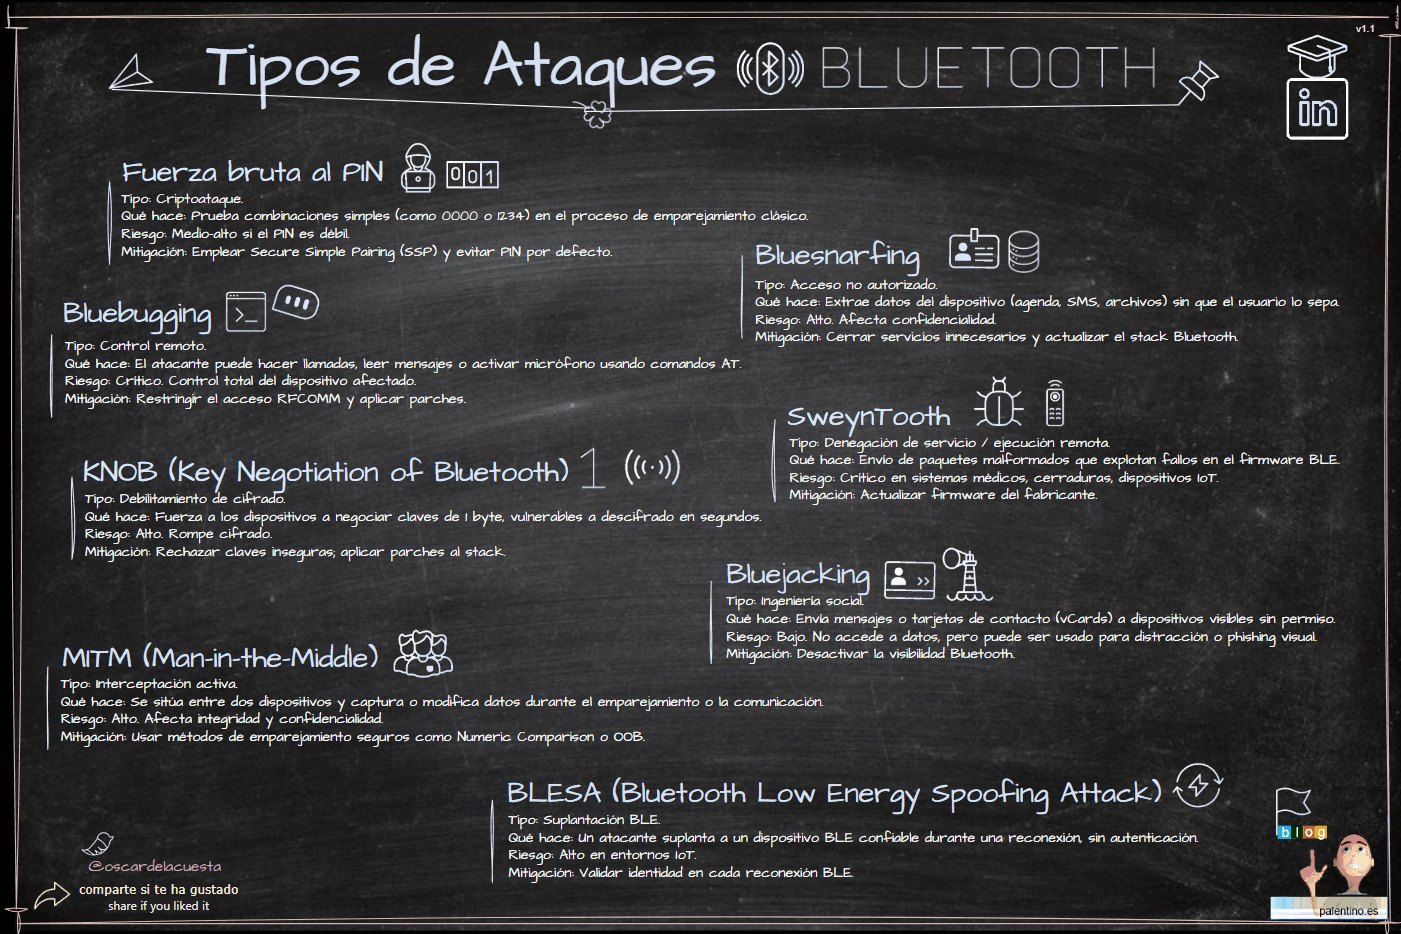 v1.1
Tipos de Ataques BLUETOOTH
in
Fuerza bruta al PIN
001
Tipo: Criptoataque.
Qué hace: Prueba combinaciones simples (como 0000 o 1234) en el proceso de emparejamiento clásico.
Riesgo: Medio-alto si el PIN es débil.
Mitigación: Emplear Secure Simple Pairing (SSP) y evitar PIN por defecto.
Bluesnarfing
Tipo: Acceso no autorizado.
Qué hace: Extrae datos del dispositivo (agenda, SMS, archivos) sin que el usuario lo sepa.
Riesgo: Alto. Afecta confidencialidad.
Mitigación: Cerrar servicios innecesarios y actualizar el stack Bluetooth.
Bluebugging
Tipo: Control remoto.
Qué hace: El atacante puede hacer llamadas, leer mensajes o activar micrófono usando comandos AT.
Riesgo: Crítico. Control total del dispositivo afectado.
Mitigación: Restringir el acceso RFCOMM y aplicar parches.
SweynTooth
Tipo: Denegación de servicio / ejecución remota.
Qué hace: Envío de paquetes malformados que explotan fallos en el firmware BLE.
Riesgo: Crítico en sistemas médicos, cerraduras, dispositivos IoT.
Mitigación: Actualizar firmware del fabricante.
KNOB (Key Negotiation of Bluetooth) 1
Tipo: Debilitamiento de cifrado.
Qué hace: Fuerza a los dispositivos a negociar claves de 1 byte, vulnerables a descifrado en segundos.
Riesgo: Alto. Rompe cifrado.
Mitigación: Rechazar claves inseguras; aplicar parches al stack.
Bluejacking
Tipo: Ingeniería social.
Qué hace: Envía mensajes o tarjetas de contacto (vCards) a dispositivos visibles sin permiso.
Riesgo: Bajo. No accede a datos, pero puede ser usado para distracción o phishing visual.
Mitigación: Desactivar la visibilidad Bluetooth.
MITM (Man-in-the-Middle)
Tipo: Interceptación activa.
Qué hace: Se sitúa entre dos dispositivos y captura o modifica datos durante el emparejamiento o la comunicación.
Riesgo: Alto. Afecta integridad y confidencialidad.
Mitigación: Usar métodos de emparejamiento seguros como Numeric Comparison o OOB.
BLESA (Bluetooth Low Energy Spoofing Attack)
Tipo: Suplantación BLE.
Qué hace: Un atacante suplanta a un dispositivo BLE confiable durante una reconexión, sin autenticación.
Riesgo: Alto en entornos IoT.
Mitigación: Validar identidad en cada reconexión BLE.
@oscardelacuesta
comparte si te ha gustado
share if you liked it
blog
palentino.es